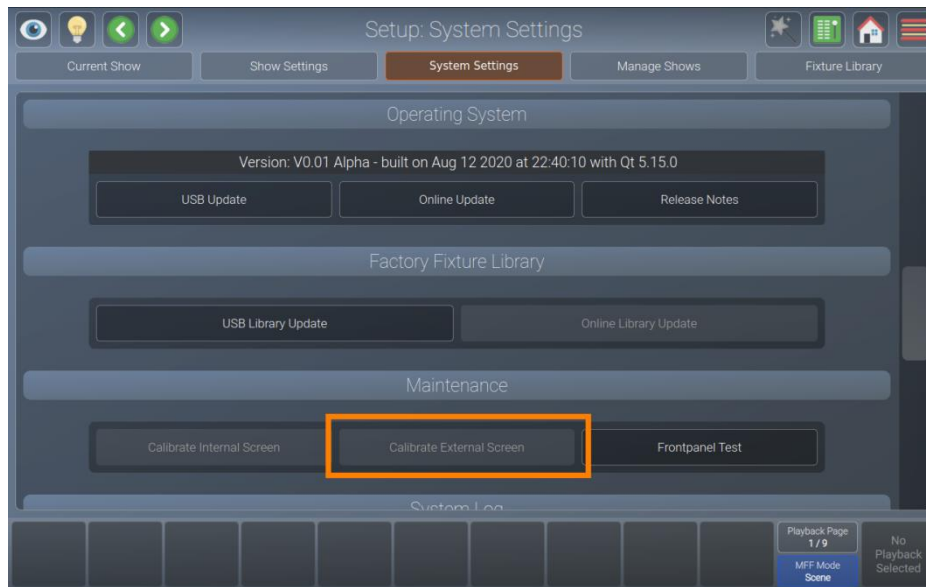 Setup: System Settings
Current Show
Show Settings
System Settings
Manage Shows
Fixture Library
Operating System
Version: V0.01 Alpha - built on Aug 12 2020 at 22:40:10 with Qt 5.15.0
USB Update
Online Update
Release Notes
Factory Fixture Library
USB Library Update
Online Library Update
Maintenance
Calibrate Internal Screen
Calibrate External Screen
Frontpanel Test
System Log
Playback Page
1 / 9
MFF Mode
Scene
No
Playback
Selected